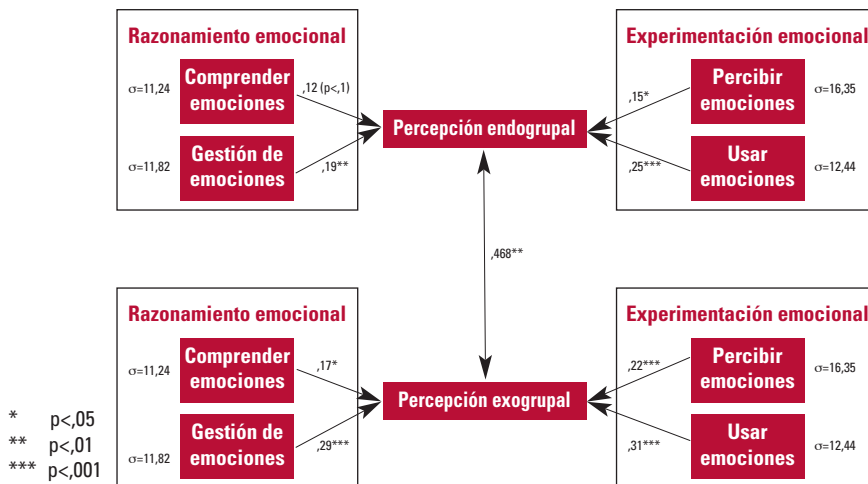 Razonamiento emocional
σ=11,24
Comprender
emociones
,12 (p<,1)
σ=11,82
Gestión de
emociones
,19**
Percepción endogrupal
Experimentación emocional
,15*
Percibir
emociones
σ=16,35
,25***
Usar
emociones
σ=12,44
,468**
Razonamiento emocional
σ=11,24
Comprender
emociones
,17*
σ=11,82
Gestión de
emociones
,29***
Percepción exogrupal
Experimentación emocional
,22***
Percibir
emociones
σ=16,35
,31***
Usar
emociones
σ=12,44
* p<,05
** p<,01
*** p<,001